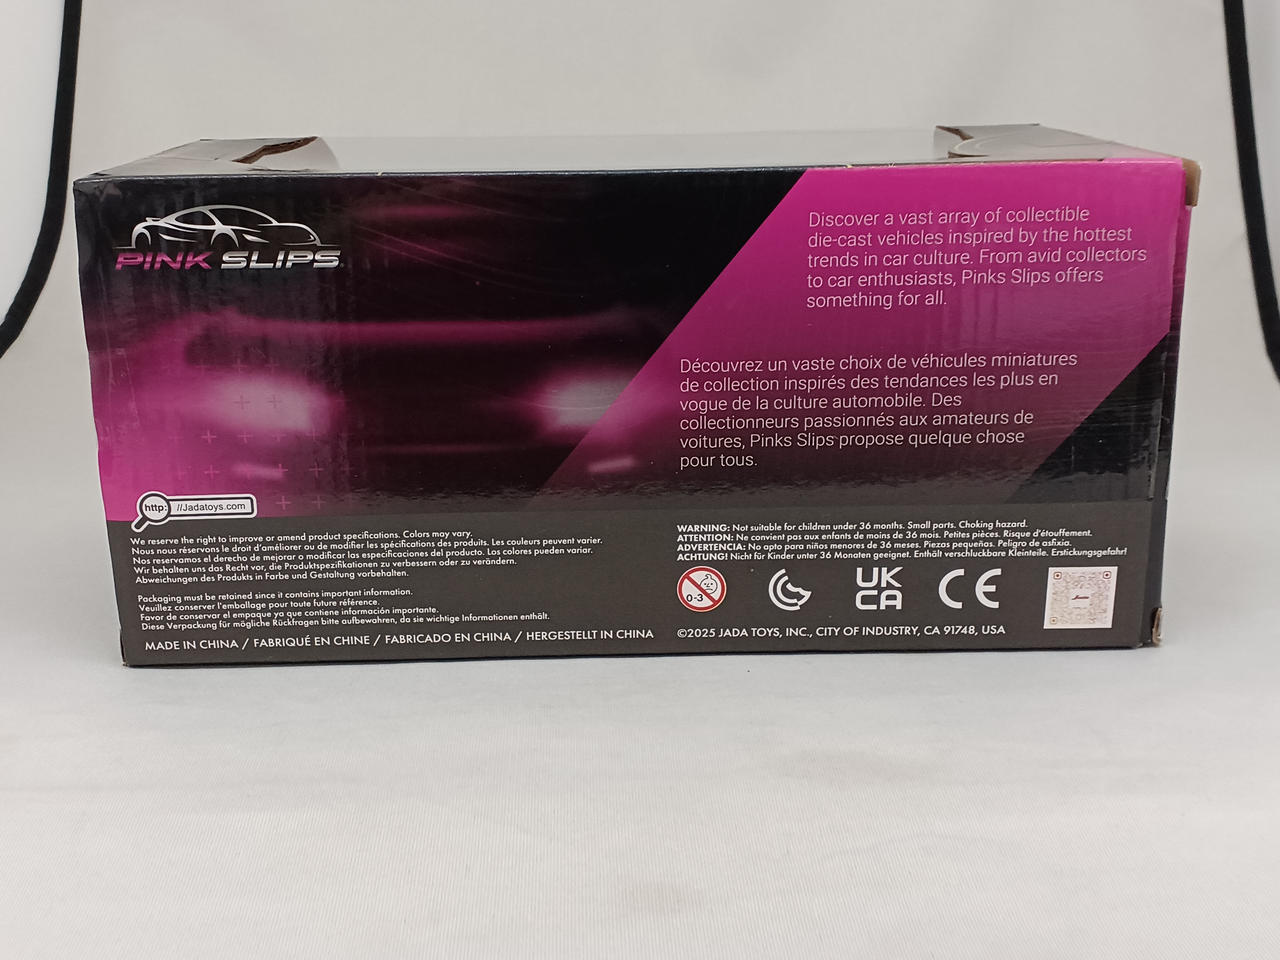 PINK SLIPS
Discover a vast array of collectible
die-cast vehicles inspired by the hottest
trends in car culture. From avid collectors
to car enthusiasts, Pinks Slips offers
something for all.
Découvrez un vaste choix de véhicules miniatures
de collection inspirés des tendances les plus en
vogue de la culture automobile. Des
collectionneurs passionnés aux amateurs de
voitures, Pinks Slips propose quelque chose
pour tous.
http: //Jadatoys.com
We reserve the right to improve or amend product specifications. Colors may vary.
Nous nous réservons le droit d'améliorer ou de modifier les spécifications des produits. Les couleurs peuvent varier.
Nos reservamos el derecho de mejorar o modificar las especificaciones del producto. Los colores pueden variar.
Wir behalten uns das Recht vor, die Produktspezifikationen zu verbessern oder zu verändern.
Abweichungen des Produkts in Farbe und Gestaltung vorbehalten.
Packaging must be retained since it contains important information.
Veuillez conserver l'emballage pour toute future référence.
Favor de conservar el empaque ya que contiene información importante.
Diese Verpackung für mögliche Rückfragen bitte aufbewahren, da sie wichtige Informationen enthält.
MADE IN CHINA / FABRIQUÉ EN CHINE / FABRICADO EN CHINA / HERGESTELLT IN CHINA
WARNING: Not suitable for children under 36 months. Small parts. Choking hazard.
ATTENTION: Ne convient pas aux enfants de moins de 36 mois. Petites pièces. Risque d'étouffement.
ADVERTENCIA: No apto para niños menores de 36 meses. Piezas pequeñas. Peligro de asfixia.
ACHTUNG! Nicht für Kinder unter 36 Monaten geeignet. Enthält verschluckbare Kleinteile. Erstickungsgefahr!
0-3
UK
CA
CE
©2025 JADA TOYS, INC., CITY OF INDUSTRY, CA 91748, USA